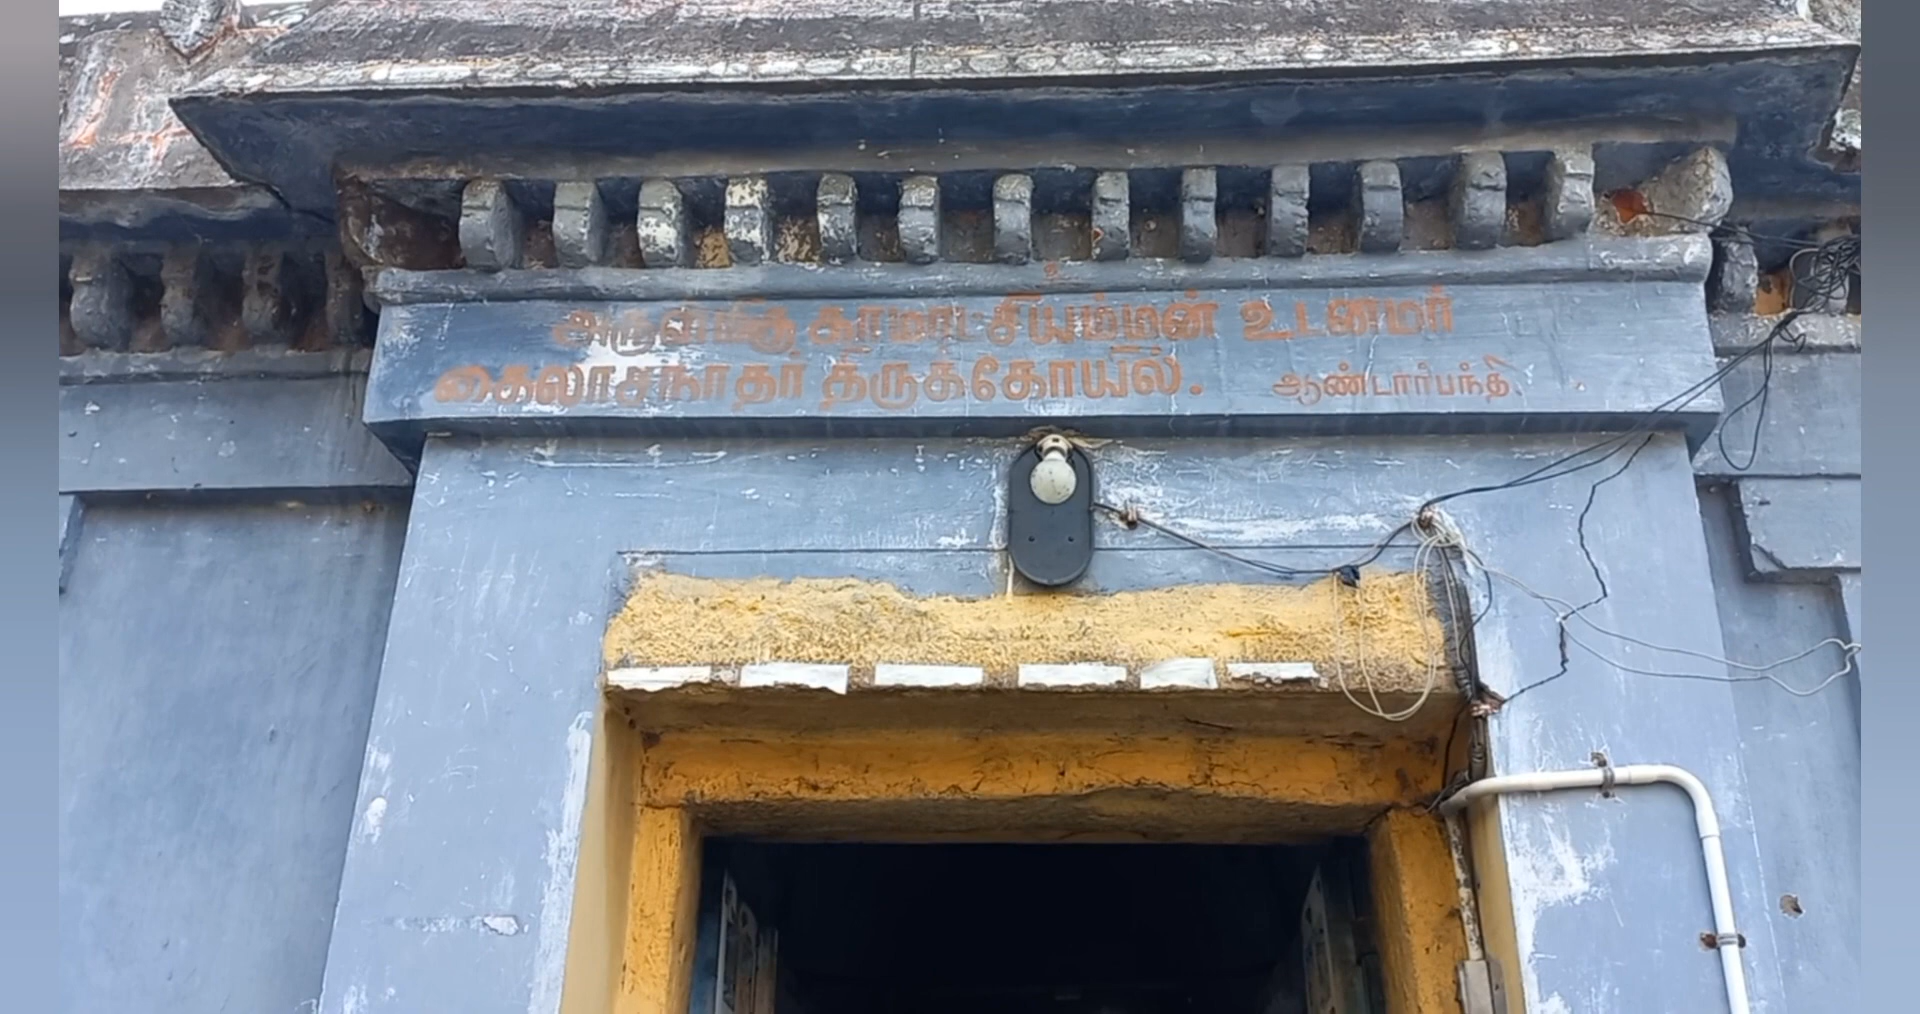 உ
அருள்மிகு காமாட்சியம்மன் உடனமர்
கைலாசநாதர் திருக்கோயில். ஆண்டார்பந்தி.